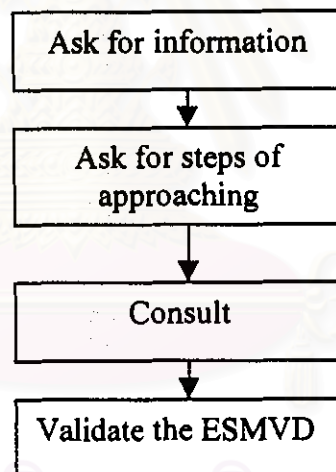 Ask for information
Ask for steps of
approaching
Consult
Validate the ESMVD